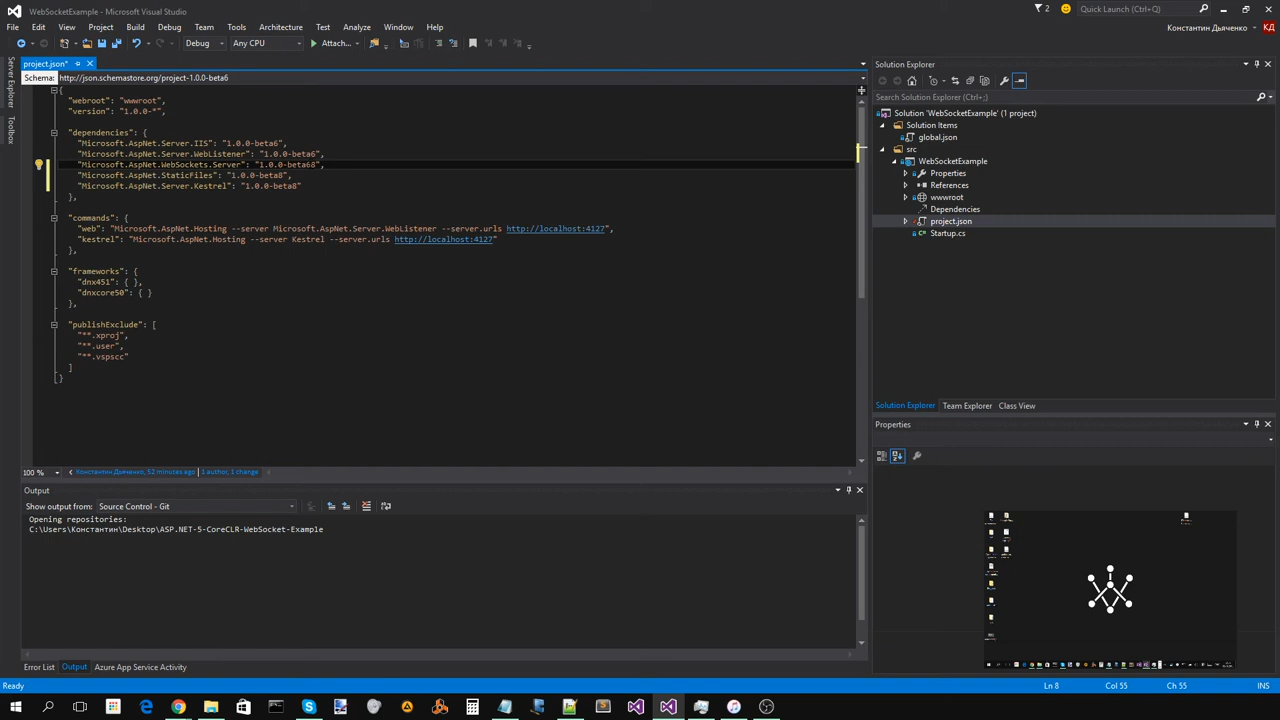 WebSocketExample - Microsoft Visual Studio
2
Quick Launch (Ctrl+Q)
File Edit View Project Build Debug Team Tools Architecture Test Analyze Window Help
Константин Дьяченко КД
Debug Any CPU Attach...
Server Explorer
Toolbox
project.json*
Schema: http://json.schemastore.org/project-1.0.0-beta6
{
"webroot": "wwwroot",
"version": "1.0.0-*",
"dependencies": {
"Microsoft.AspNet.Server.IIS": "1.0.0-beta6",
"Microsoft.AspNet.Server.WebListener": "1.0.0-beta6",
"Microsoft.AspNet.WebSockets.Server": "1.0.0-beta68",
"Microsoft.AspNet.StaticFiles": "1.0.0-beta8",
"Microsoft.AspNet.Server.Kestrel": "1.0.0-beta8"
},
"commands": {
"web": "Microsoft.AspNet.Hosting --server Microsoft.AspNet.Server.WebListener --server.urls http://localhost:4127",
"kestrel": "Microsoft.AspNet.Hosting --server Kestrel --server.urls http://localhost:4127"
},
"frameworks": {
"dnx451": { },
"dnxcore50": { }
},
"publishExclude": [
"**.xproj",
"**.user",
"**.vspscc"
]
}
100 %
Константин Дьяченко, 52 minutes ago | 1 author, 1 change
Output
Show output from: Source Control - Git
Opening repositories:
C:\Users\Константин\Desktop\ASP.NET-5-CoreCLR-WebSocket-Example
Error List Output Azure App Service Activity
Solution Explorer
Search Solution Explorer (Ctrl+;)
Solution 'WebSocketExample' (1 project)
Solution Items
global.json
src
WebSocketExample
Properties
References
wwwroot
Dependencies
project.json
Startup.cs
Solution Explorer Team Explorer Class View
Properties
Ready
Ln 8 Col 55 Ch 55 INS